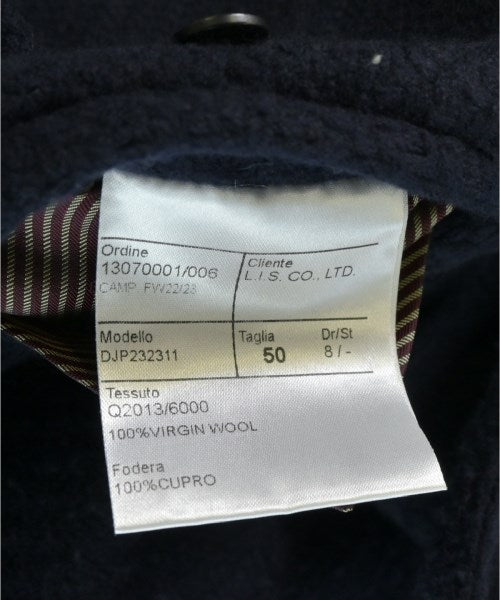 Ordine
13070001/006
CAMP. FW22/23
Cliente
L.I.S. CO., LTD.
Modello
DJP232311
Taglia
50
Dr/St
8 / -
Tessuto
Q2013/6000
100%VIRGIN WOOL
Fodera
100%CUPRO